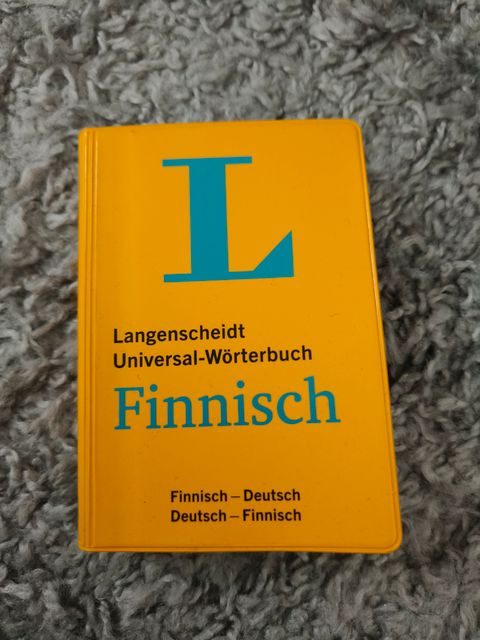 L
Langenscheidt
Universal-Wörterbuch
Finnisch
Finnisch – Deutsch
Deutsch – Finnisch